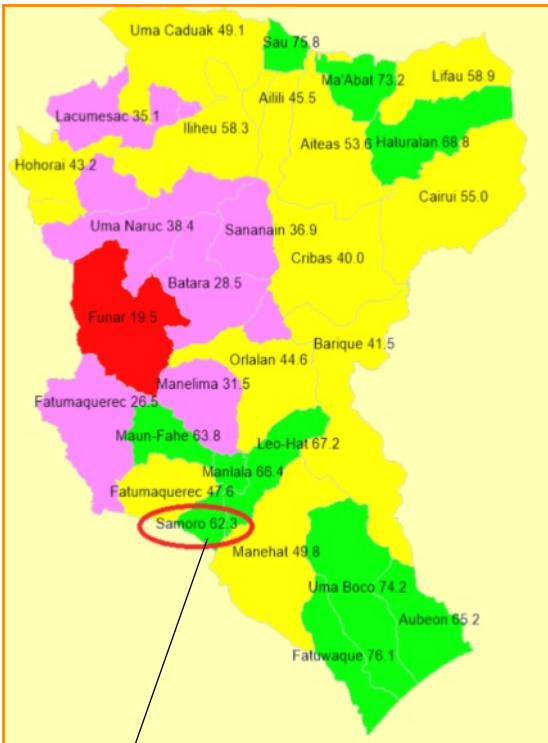 Uma Caduak 49.1
Sau 75.8
Ma'Abat 73.2
Lifau 58.9
Ailili 45.5
Lacumesac 35.1
Iliheu 58.3
Aiteas 53.6
Haturalan 68.8
Hohorai 43.2
Cairui 55.0
Uma Naruc 38.4
Sananain 36.9
Cribas 40.0
Batara 28.5
Funar 19.5
Barique 41.5
Orlalan 44.6
Manelima 31.5
Fatumaquerec 26.5
Maun-Fahe 63.8
Leo-Hat 67.2
Manlala 66.4
Fatumaquerec 47.6
Samoro 62.3
Manehat 49.8
Uma Boco 74.2
Aubeon 65.2
Fatuwaque 76.1